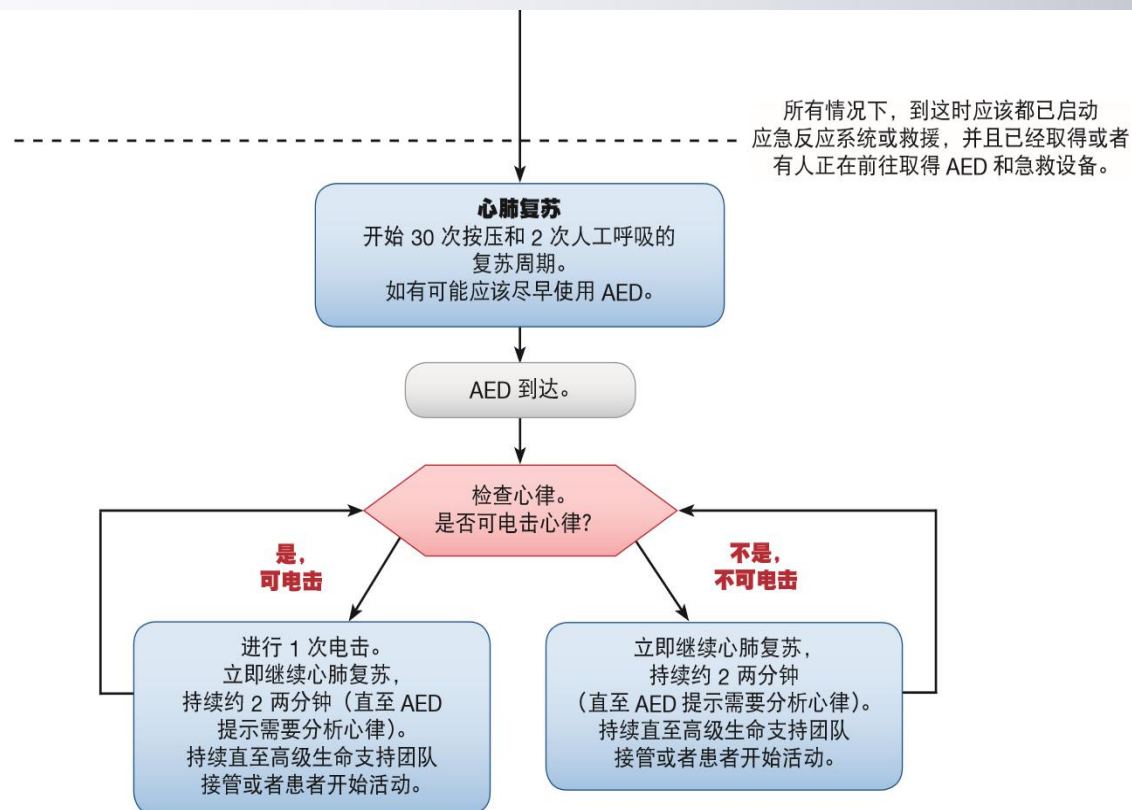 所有情况下，到这时应该都已启动
应急反应系统或救援，并且已经取得或者
有人正在前往取得 AED 和急救设备。
心肺复苏
开始 30 次按压和 2 次人工呼吸的
复苏周期。
如有可能应该尽早使用 AED。
AED 到达。
检查心律。
是否可电击心律?
是，
可电击
不是，
不可电击
进行 1 次电击。
立即继续心肺复苏，
持续约 2 两分钟（直至 AED
提示需要分析心律）。
持续直至高级生命支持团队
接管或者患者开始活动。
立即继续心肺复苏，
持续约 2 两分钟
（直至 AED 提示需要分析心律）。
持续直至高级生命支持团队
接管或者患者开始活动。